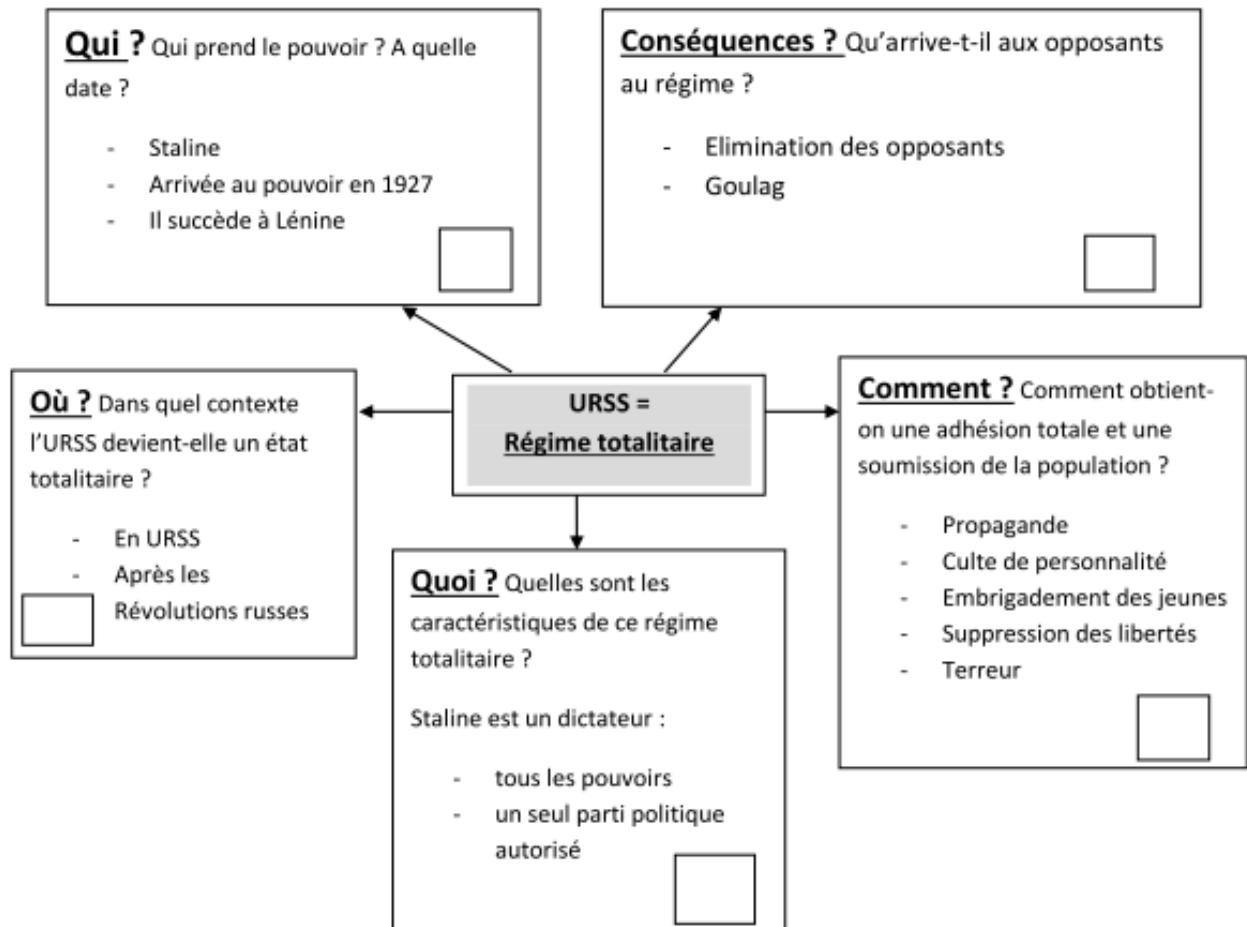 Qui ? Qui prend le pouvoir ? A quelle
date ?
- Staline
- Arrivée au pouvoir en 1927
- Il succède à Lénine
Conséquences ? Qu’arrive-t-il aux opposants
au régime ?
- Elimination des opposants
- Goulag
Où ? Dans quel contexte
l’URSS devient-elle un état
totalitaire ?
- En URSS
- Après les
Révolutions russes
URSS =
Régime totalitaire
Comment ? Comment obtient-
on une adhésion totale et une
soumission de la population ?
- Propagande
- Culte de personnalité
- Embrigadement des jeunes
- Suppression des libertés
- Terreur
Quoi ? Quelles sont les
caractéristiques de ce régime
totalitaire ?
Staline est un dictateur :
- tous les pouvoirs
- un seul parti politique
autorisé